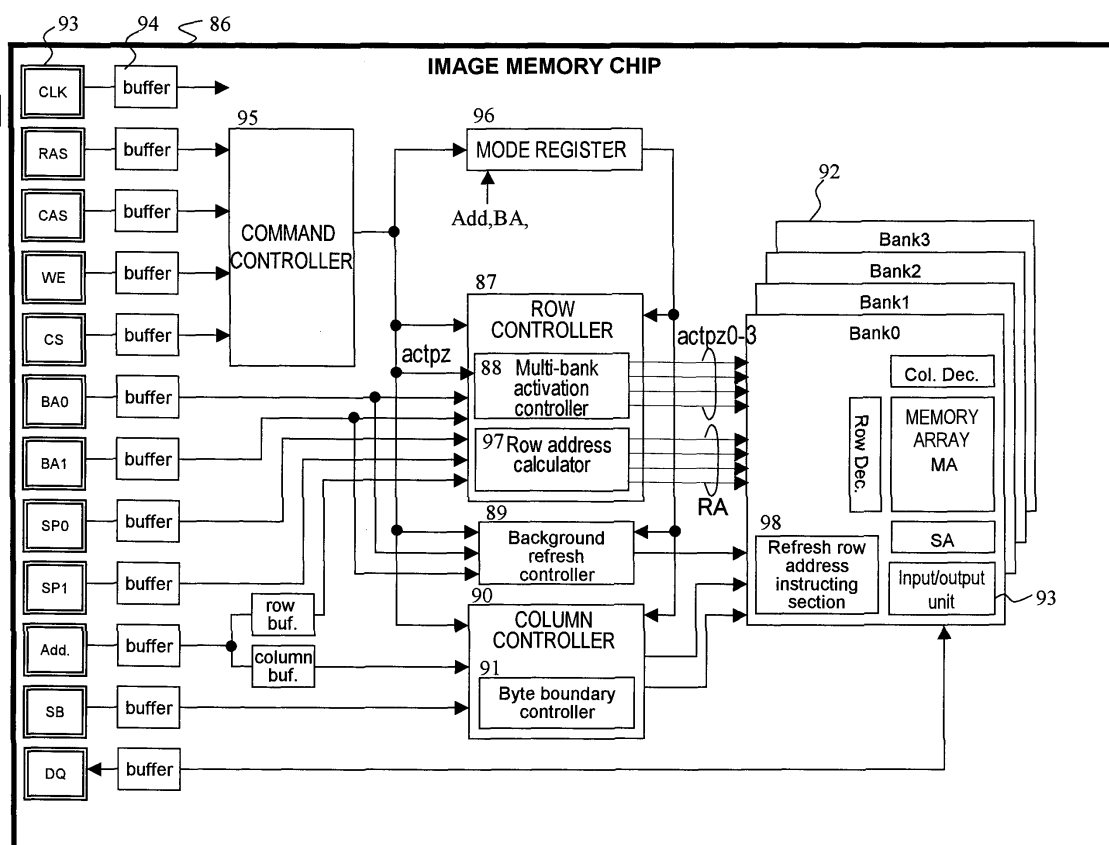 93
94
86
IMAGE MEMORY CHIP
CLK
buffer
RAS
buffer
CAS
buffer
WE
buffer
CS
buffer
BA0
buffer
BA1
buffer
SP0
buffer
SP1
buffer
Add.
buffer
SB
buffer
DQ
buffer
row
buf.
column
buf.
95
COMMAND
CONTROLLER
96
MODE REGISTER
Add,BA,
87
ROW
CONTROLLER
actpz
88
Multi-bank
activation
controller
97
Row address
calculator
89
Background
refresh
controller
90
COLUMN
CONTROLLER
91
Byte boundary
controller
actpz0-3
RA
92
Bank3
Bank2
Bank1
Bank0
Col. Dec.
Row Dec.
MEMORY
ARRAY
MA
SA
98
Refresh row
address
instructing
section
Input/output
unit
93